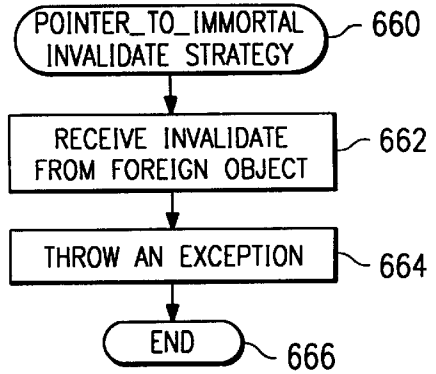 POINTER_TO_IMMORTAL
INVALIDATE STRATEGY
660
RECEIVE INVALIDATE
FROM FOREIGN OBJECT
662
THROW AN EXCEPTION
664
END
666